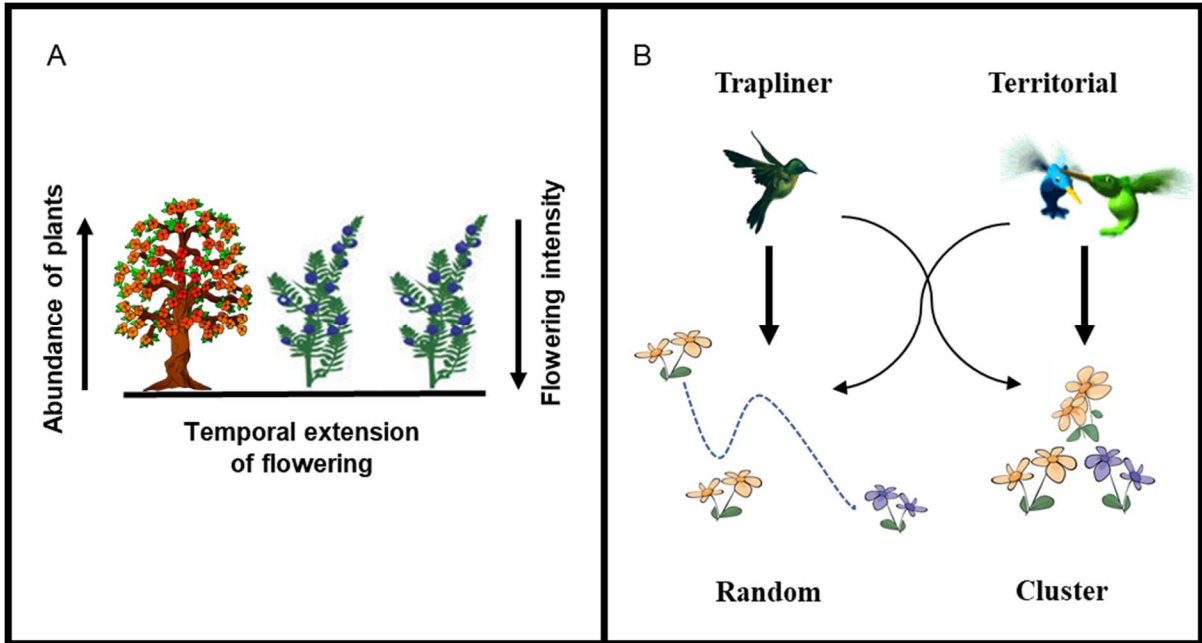 A
Abundance of plants
Flowering intensity
Temporal extension
of flowering
B
Trapliner
Territorial
Random
Cluster